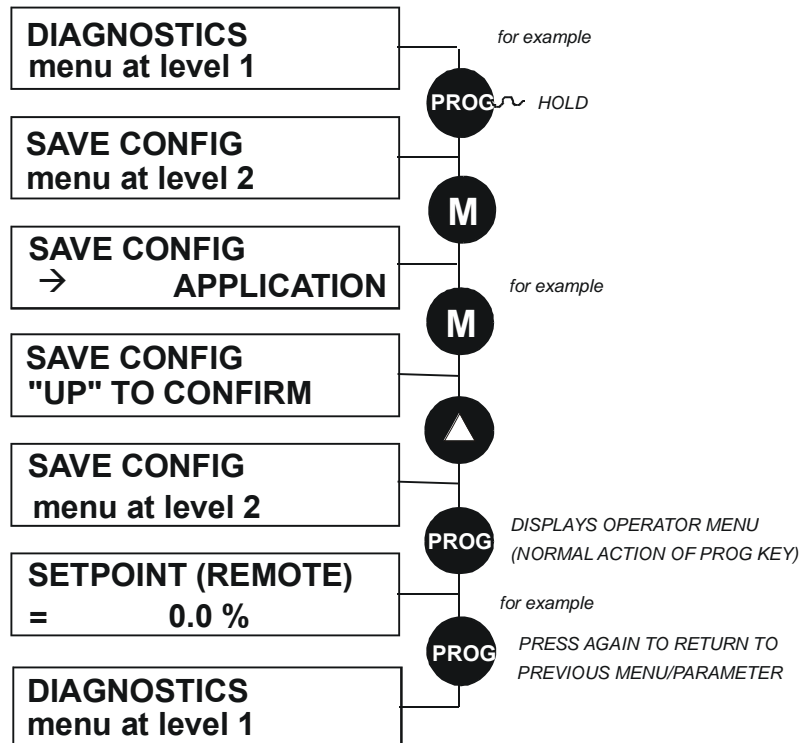 DIAGNOSTICS
menu at level 1
for example
PROG
HOLD
SAVE CONFIG
menu at level 2
M
SAVE CONFIG
→ APPLICATION
for example
M
SAVE CONFIG
"UP" TO CONFIRM
SAVE CONFIG
menu at level 2
PROG
DISPLAYS OPERATOR MENU
(NORMAL ACTION OF PROG KEY)
SETPOINT (REMOTE)
= 0.0 %
for example
PROG
PRESS AGAIN TO RETURN TO
PREVIOUS MENU/PARAMETER
DIAGNOSTICS
menu at level 1